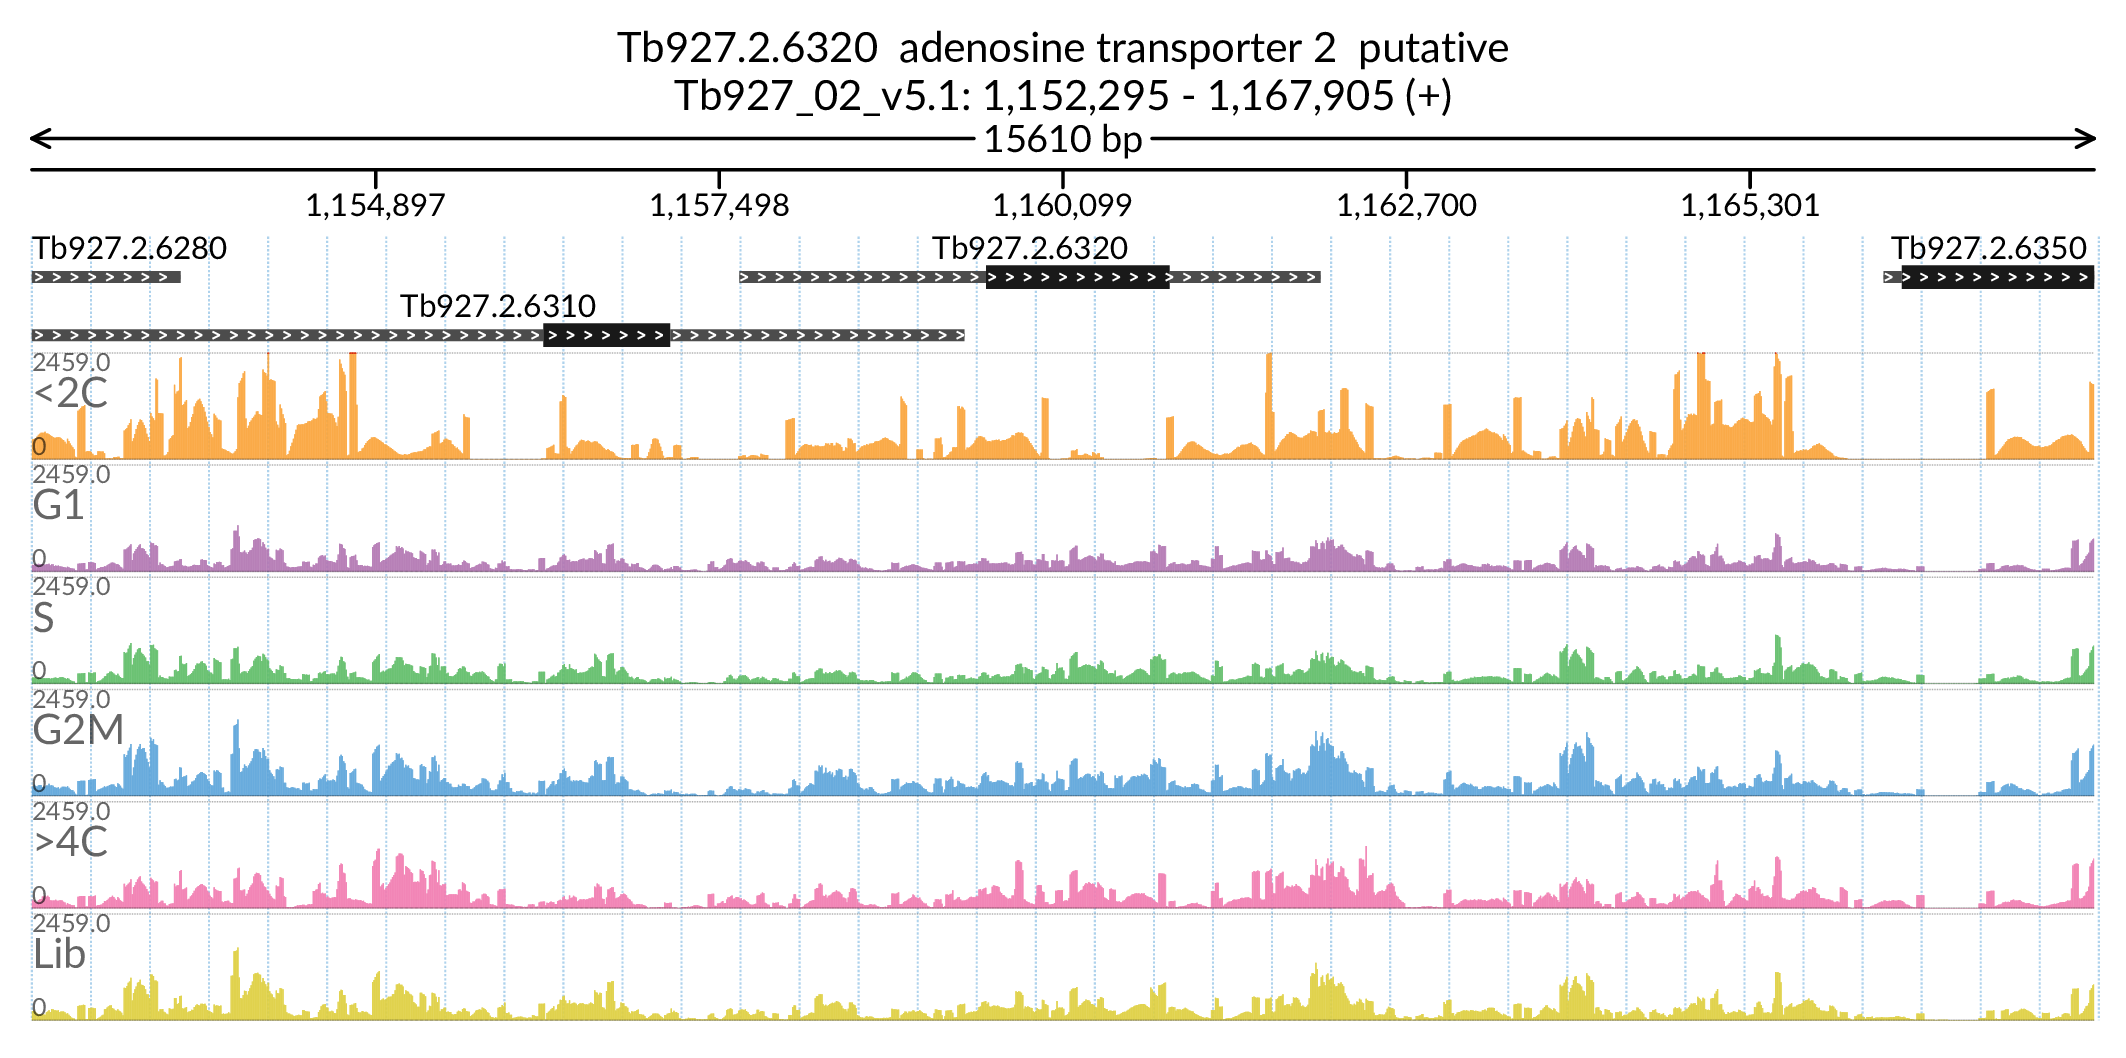 Tb927.2.6320  adenosine transporter 2  putative
Tb927_02_v5.1: 1,152,295 - 1,167,905 (+)
15610 bp
1,154,897 1,157,498 1,160,099 1,162,700 1,165,301
Tb927.2.6280 Tb927.2.6320 Tb927.2.6350
Tb927.2.6310
2459.0
<2C
0
2459.0
G1
0
2459.0
S
0
2459.0
G2M
0
2459.0
>4C
0
2459.0
Lib
0